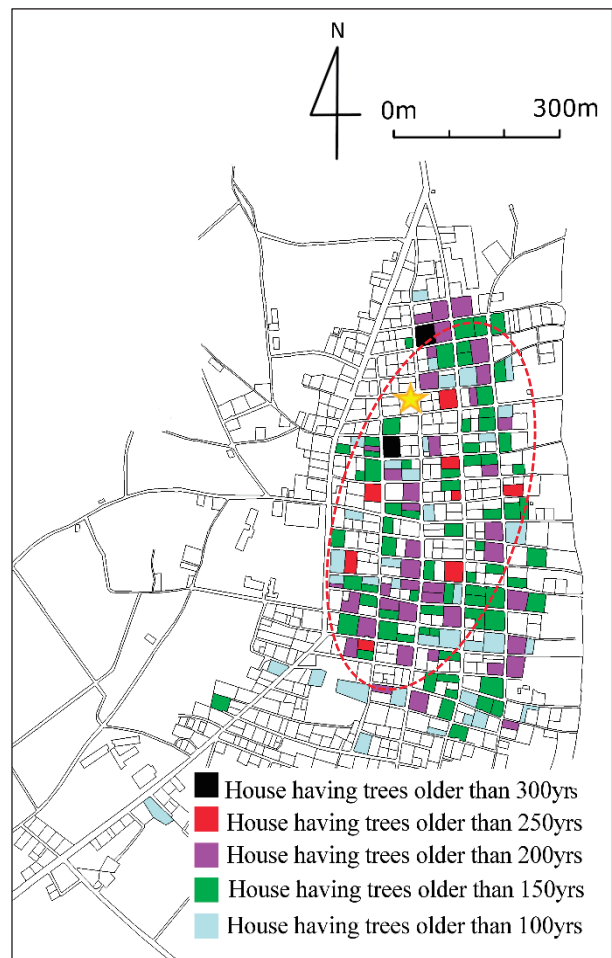 N
0m 300m
House having trees older than 300yrs
House having trees older than 250yrs
House having trees older than 200yrs
House having trees older than 150yrs
House having trees older than 100yrs